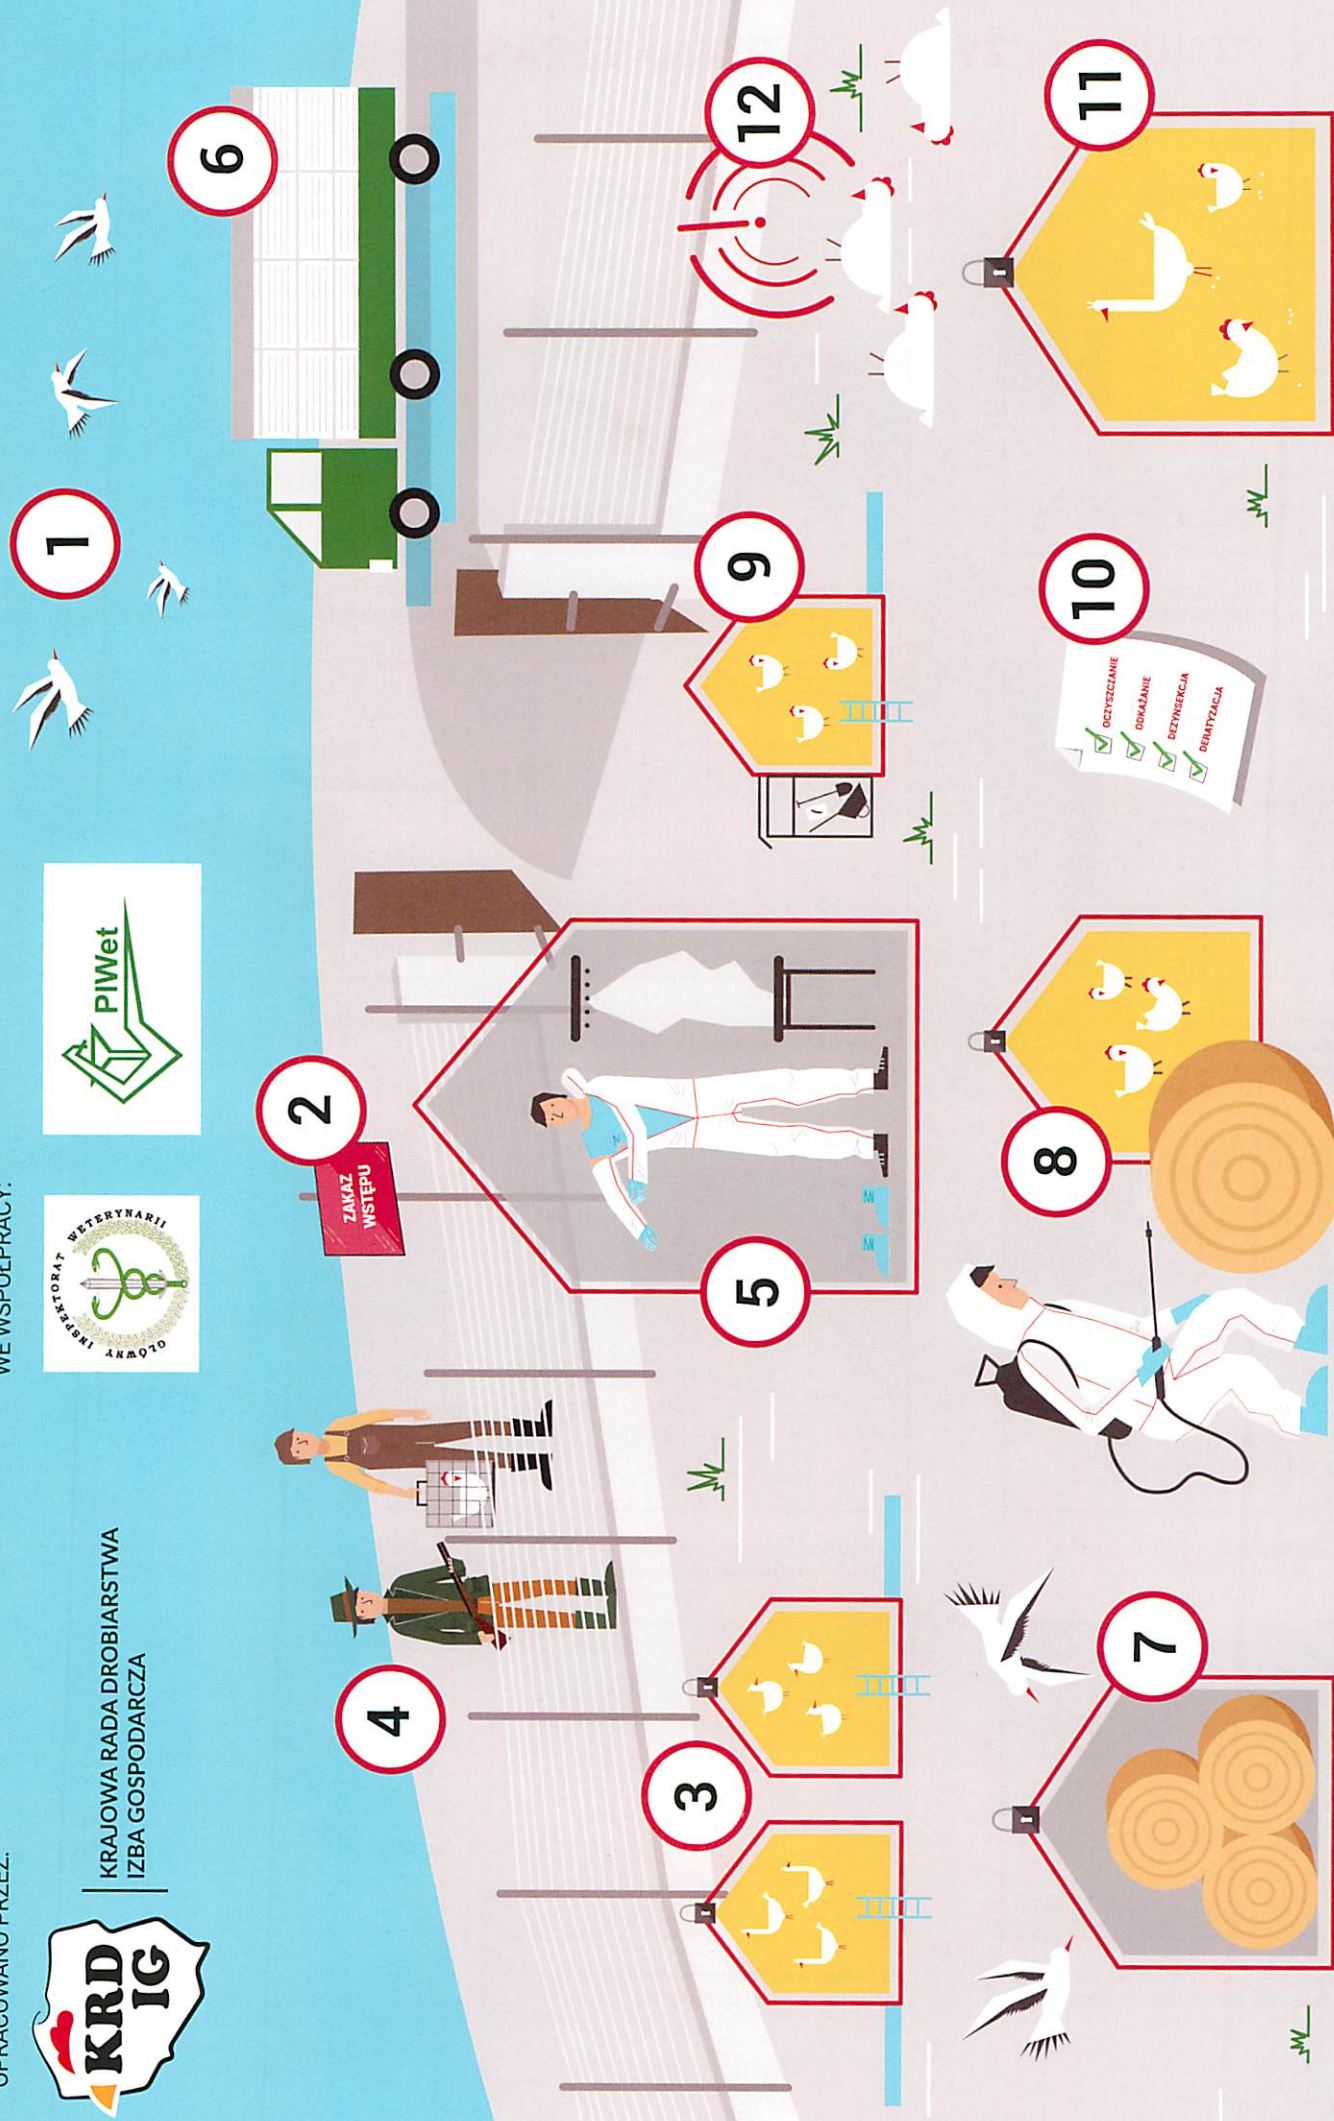 OPRACOWANO PRZEZ:
WE WSPÓŁPRACY:
KRD
IG
KRAJOWA RADA DROBIARSTWA
IZBA GOSPODARCZA
GŁÓWNY INSPEKTORAT WETERYNARII
PIWet
1
2
ZAKAZ
WSTĘPU
3
4
5
6
7
8
9
10
OCZYSZCZANIE
ODKAŻANIE
DEZYNSEKCJA
DERATYZACJA
11
12